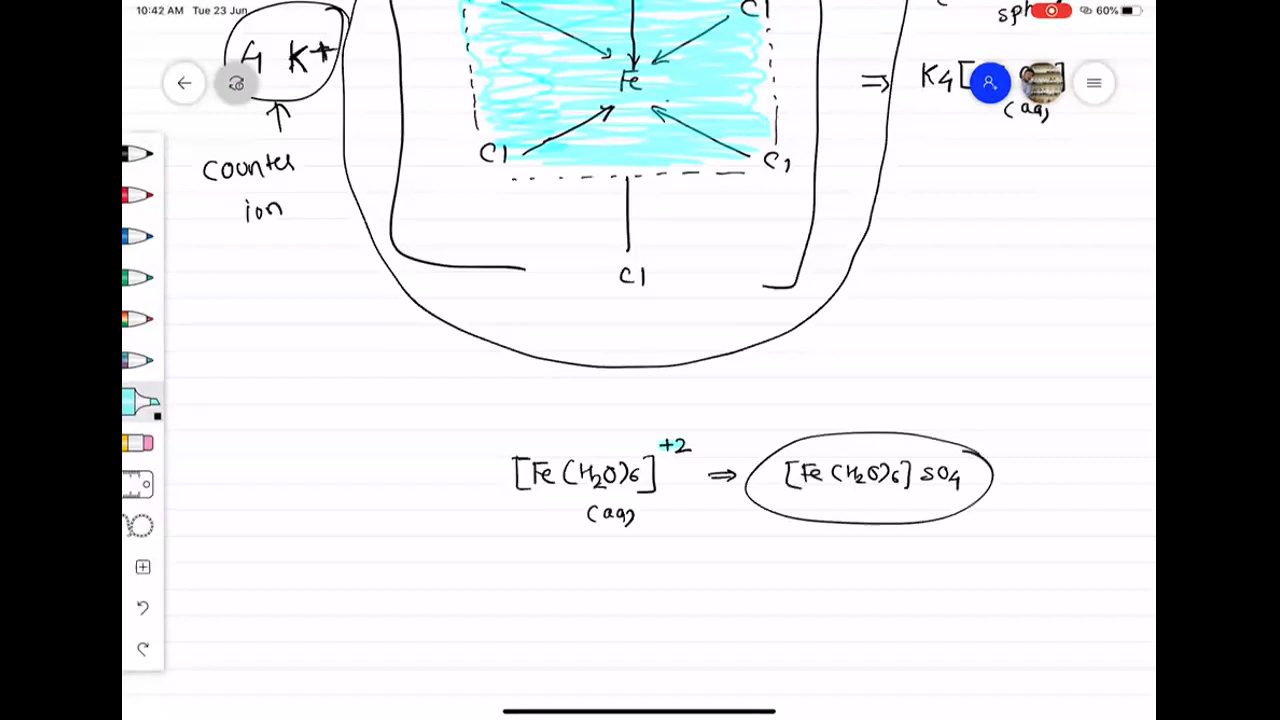 10:42 AM Tue 23 Jun
60%
4 K+
Cl
Fe
⇒ K4[
(aq)
Cl
Cl
counter
ion
Cl
[Fe(H2O)6]+2 ⇒ [Fe(H2O)6]SO4
(aq)